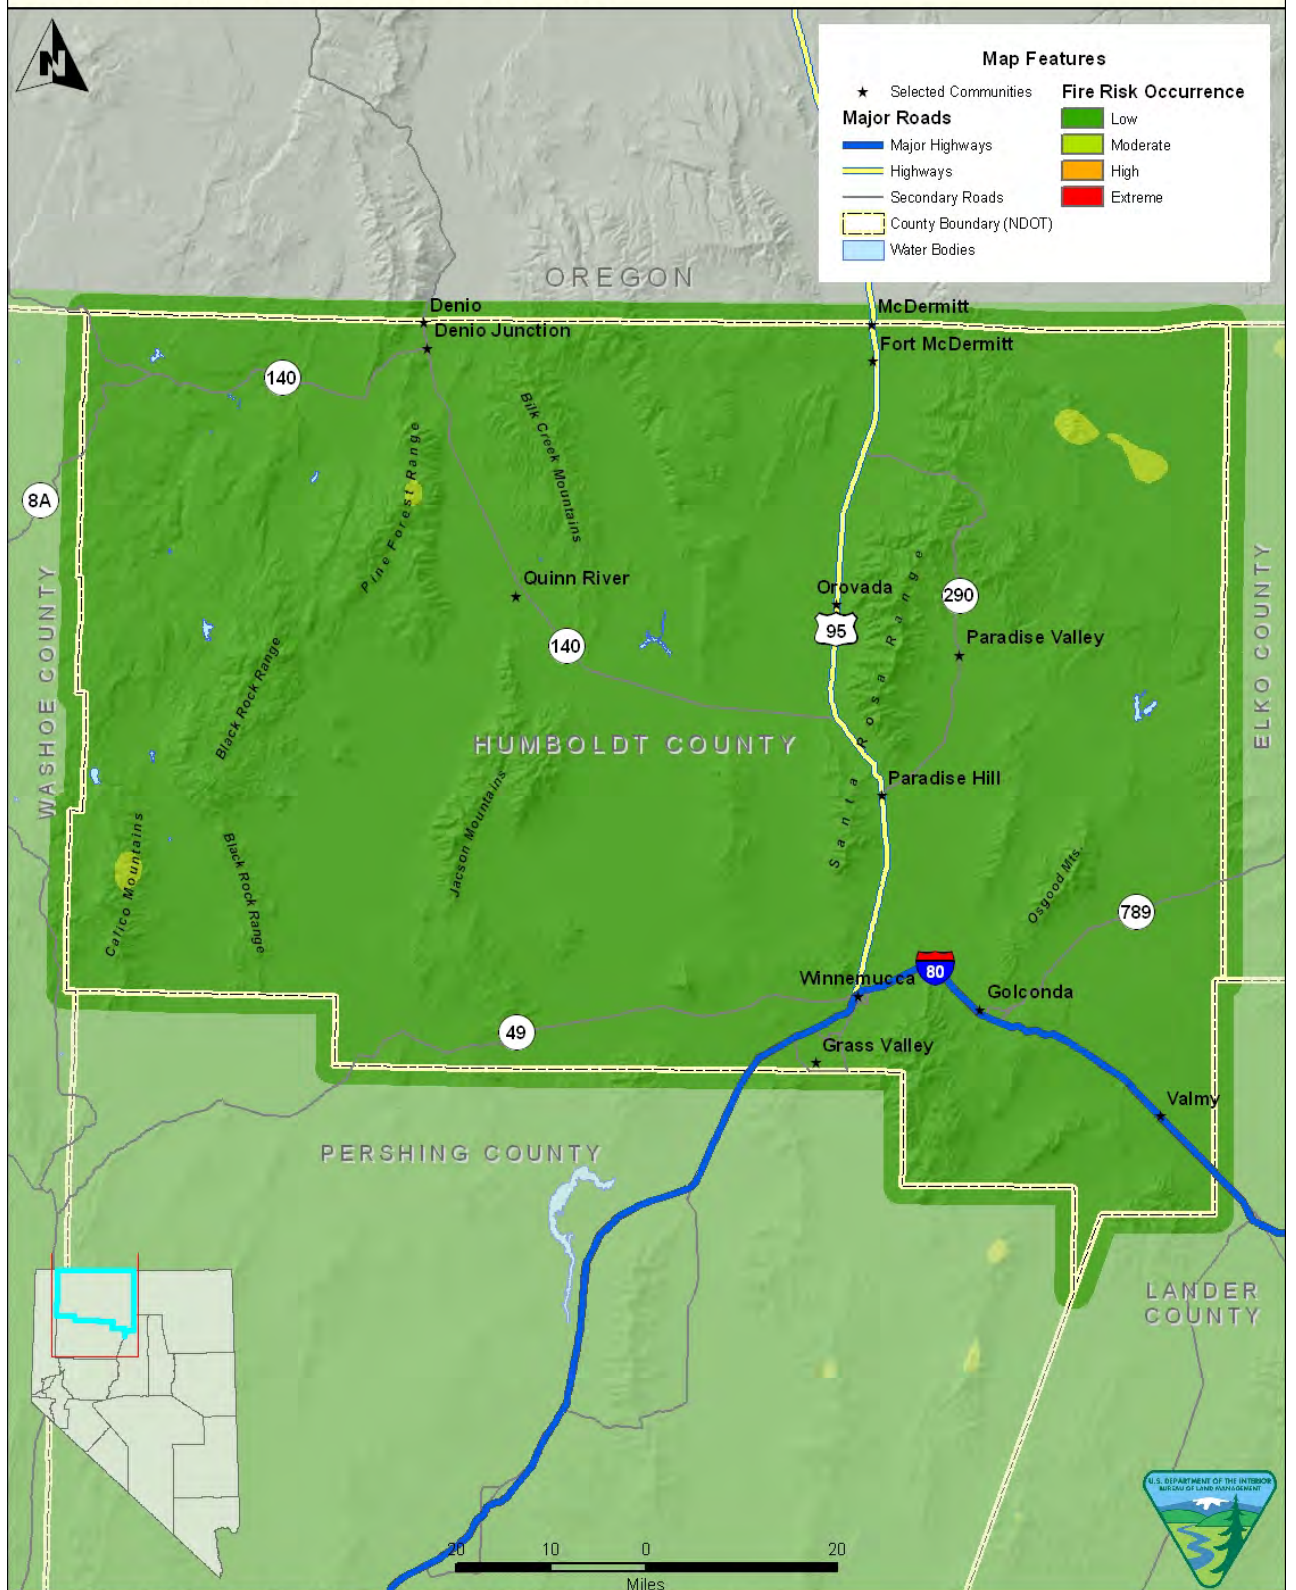 N
Map Features
★ Selected Communities
Major Roads
Major Highways
Highways
Secondary Roads
County Boundary (NDOT)
Water Bodies
Fire Risk Occurrence
Low
Moderate
High
Extreme
OREGON
Denio
McDermitt
Denio Junction
Fort McDermitt
140
Bilk Creek Mountains
Pine Forest Range
8A
Quinn River
Orovada
290
95
Paradise Valley
140
Santa Rosa Range
WASHOE COUNTY
ELKO COUNTY
Black Rock Range
HUMBOLDT COUNTY
Paradise Hill
Jacson Mountains
Calico Mountains
Black Rock Range
Osgood Mts.
789
Winnemucca
80
Golconda
49
Grass Valley
Valmy
PERSHING COUNTY
LANDER
COUNTY
U.S. DEPARTMENT OF THE INTERIOR
BUREAU OF LAND MANAGEMENT
20 10 0 20
Miles